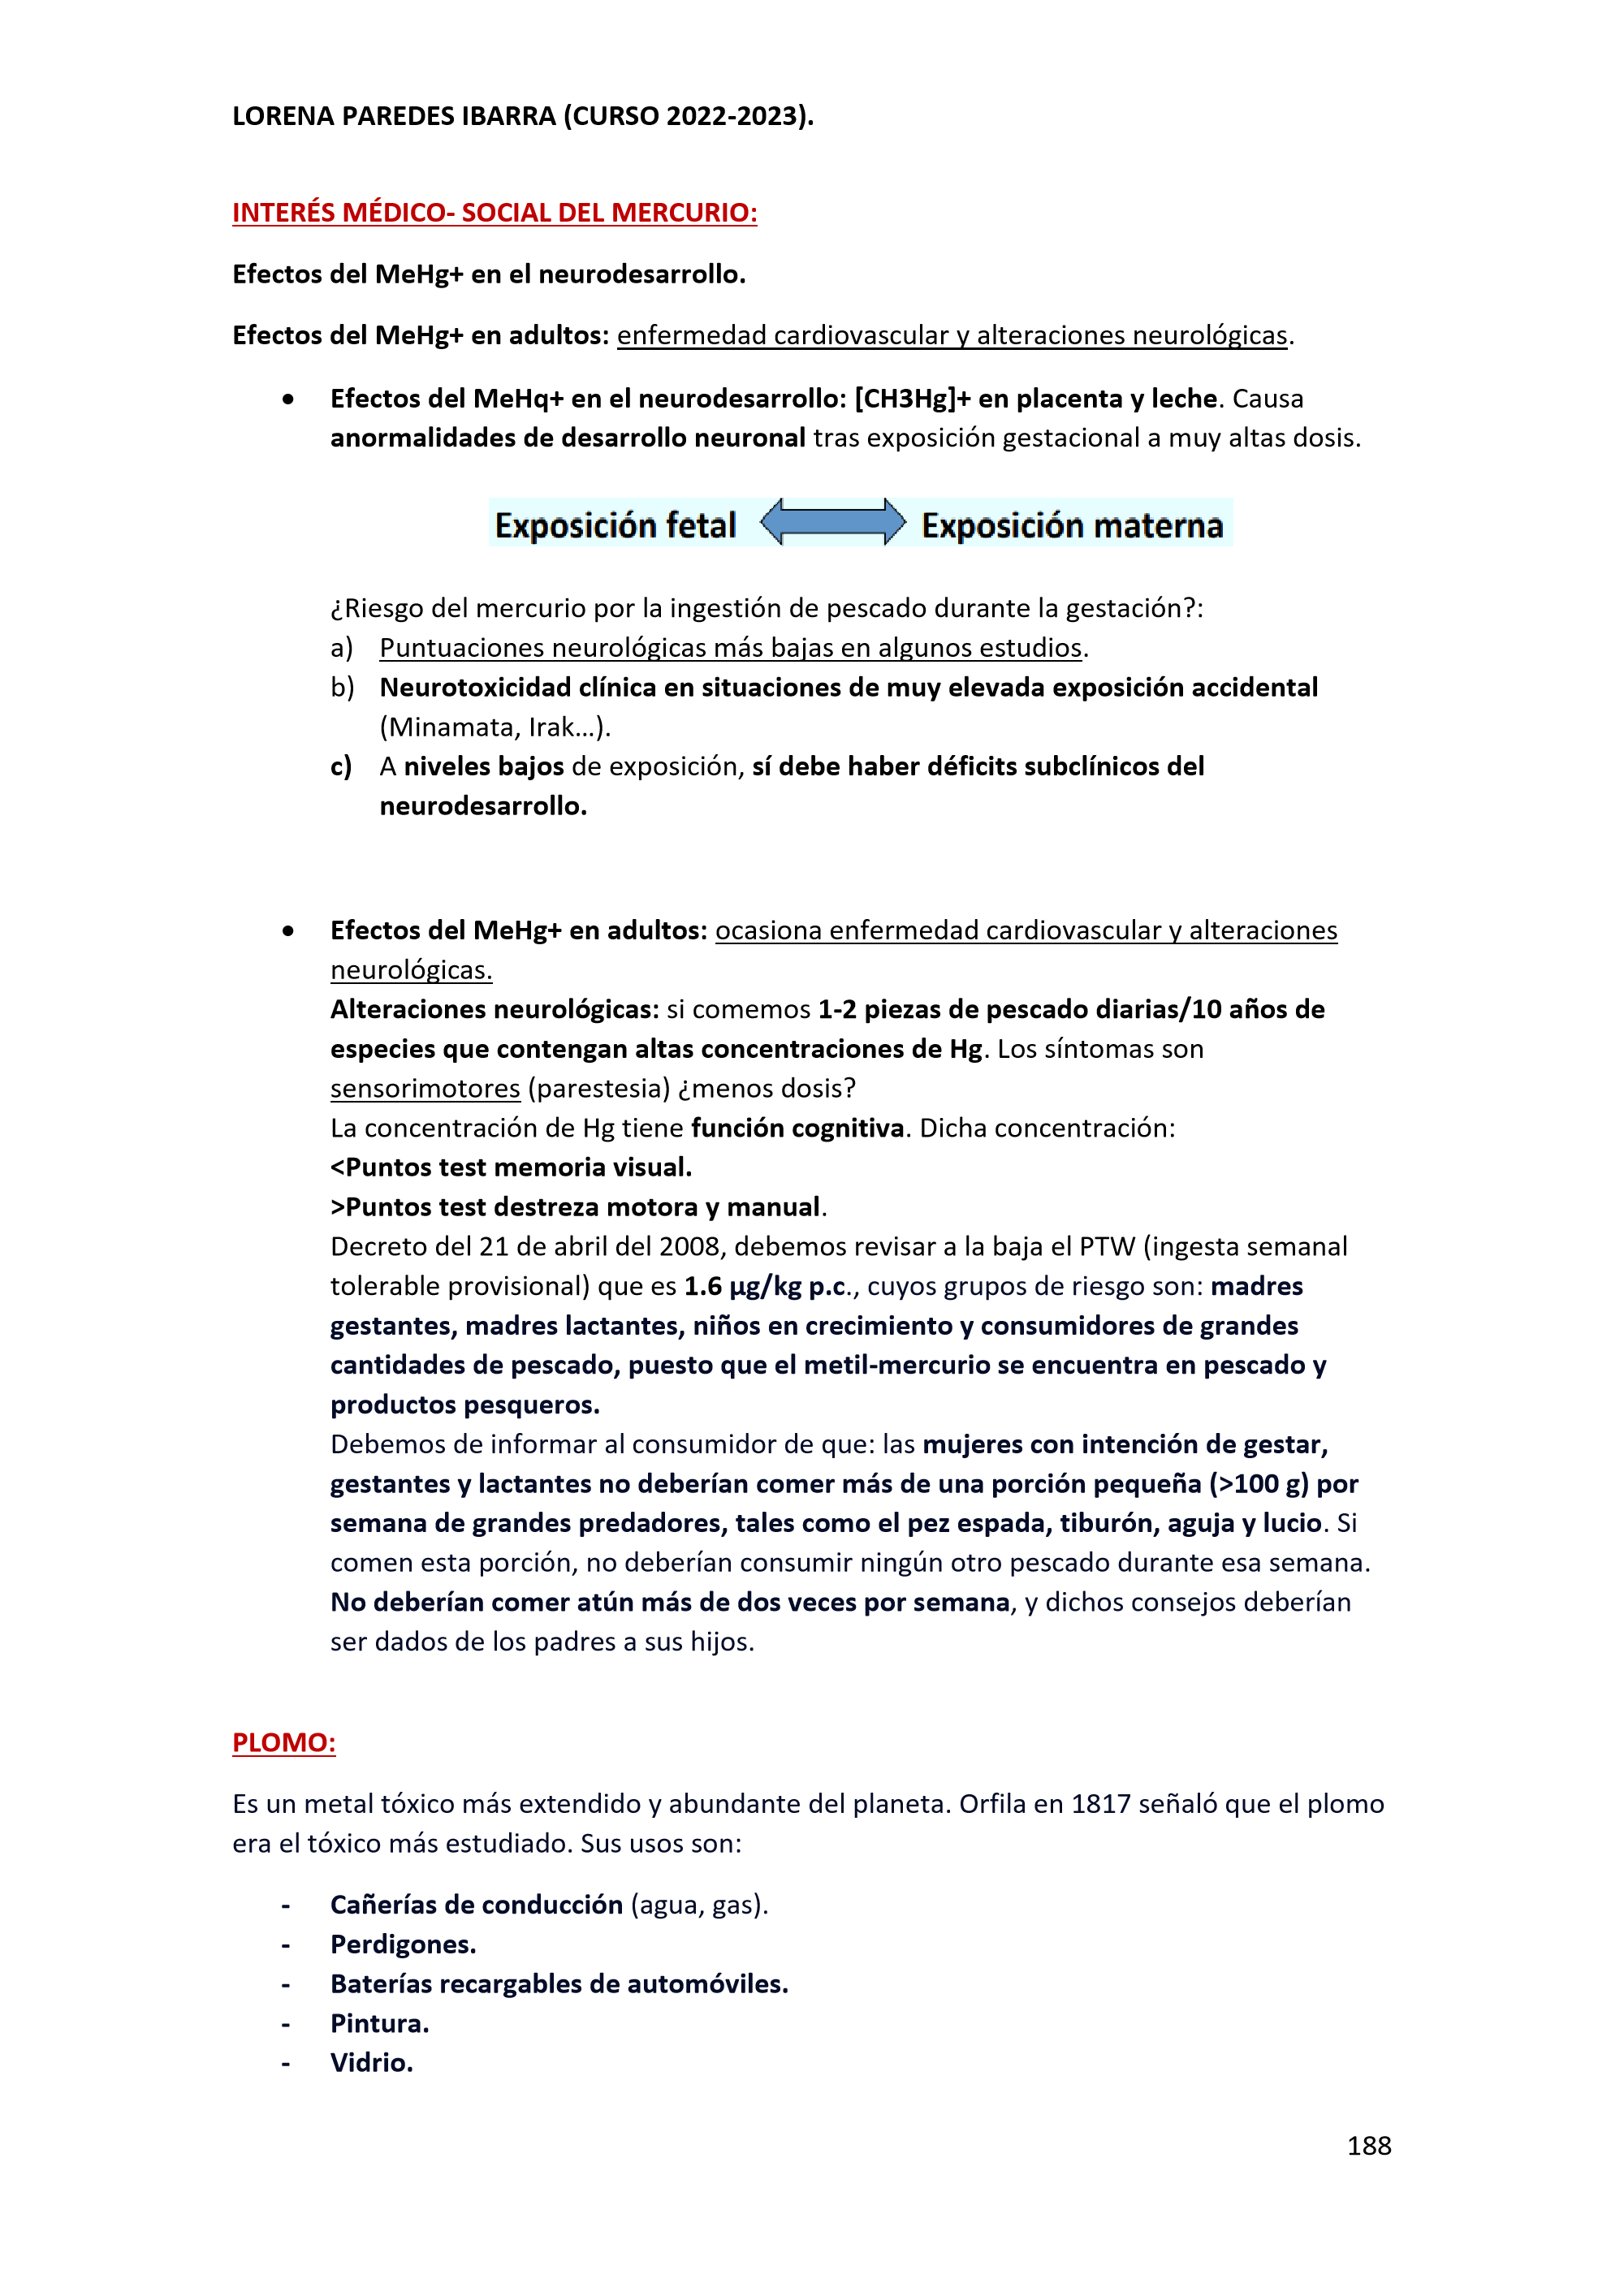 LORENA PAREDES IBARRA (CURSO 2022-2023).
INTERÉS MÉDICO- SOCIAL DEL MERCURIO:
Efectos del MeHg+ en el neurodesarrollo.
Efectos del MeHg+ en adultos: enfermedad cardiovascular y alteraciones neurológicas.
• Efectos del MeHq+ en el neurodesarrollo: [CH3Hg]+ en placenta y leche. Causa
anormalidades de desarrollo neuronal tras exposición gestacional a muy altas dosis.
Exposición fetal Exposición materna
¿Riesgo del mercurio por la ingestión de pescado durante la gestación?:
a) Puntuaciones neurológicas más bajas en algunos estudios.
b) Neurotoxicidad clínica en situaciones de muy elevada exposición accidental
(Minamata, Irak...).
c) A niveles bajos de exposición, sí debe haber déficits subclínicos del
neurodesarrollo.
• Efectos del MeHg+ en adultos: ocasiona enfermedad cardiovascular y alteraciones
neurológicas.
Alteraciones neurológicas: si comemos 1-2 piezas de pescado diarias/10 años de
especies que contengan altas concentraciones de Hg. Los síntomas son
sensorimotores (parestesia) ¿menos dosis?
La concentración de Hg tiene función cognitiva. Dicha concentración:
<Puntos test memoria visual.
>Puntos test destreza motora y manual.
Decreto del 21 de abril del 2008, debemos revisar a la baja el PTW (ingesta semanal
tolerable provisional) que es 1.6 µg/kg p.c., cuyos grupos de riesgo son: madres
gestantes, madres lactantes, niños en crecimiento y consumidores de grandes
cantidades de pescado, puesto que el metil-mercurio se encuentra en pescado y
productos pesqueros.
Debemos de informar al consumidor de que: las mujeres con intención de gestar,
gestantes y lactantes no deberían comer más de una porción pequeña (>100 g) por
semana de grandes predadores, tales como el pez espada, tiburón, aguja y lucio. Si
comen esta porción, no deberían consumir ningún otro pescado durante esa semana.
No deberían comer atún más de dos veces por semana, y dichos consejos deberían
ser dados de los padres a sus hijos.
PLOMO:
Es un metal tóxico más extendido y abundante del planeta. Orfila en 1817 señaló que el plomo
era el tóxico más estudiado. Sus usos son:
- Cañerías de conducción (agua, gas).
- Perdigones.
- Baterías recargables de automóviles.
- Pintura.
- Vidrio.
188